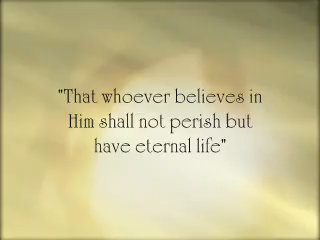 "That whoever believes in
Him shall not perish but
have eternal life"